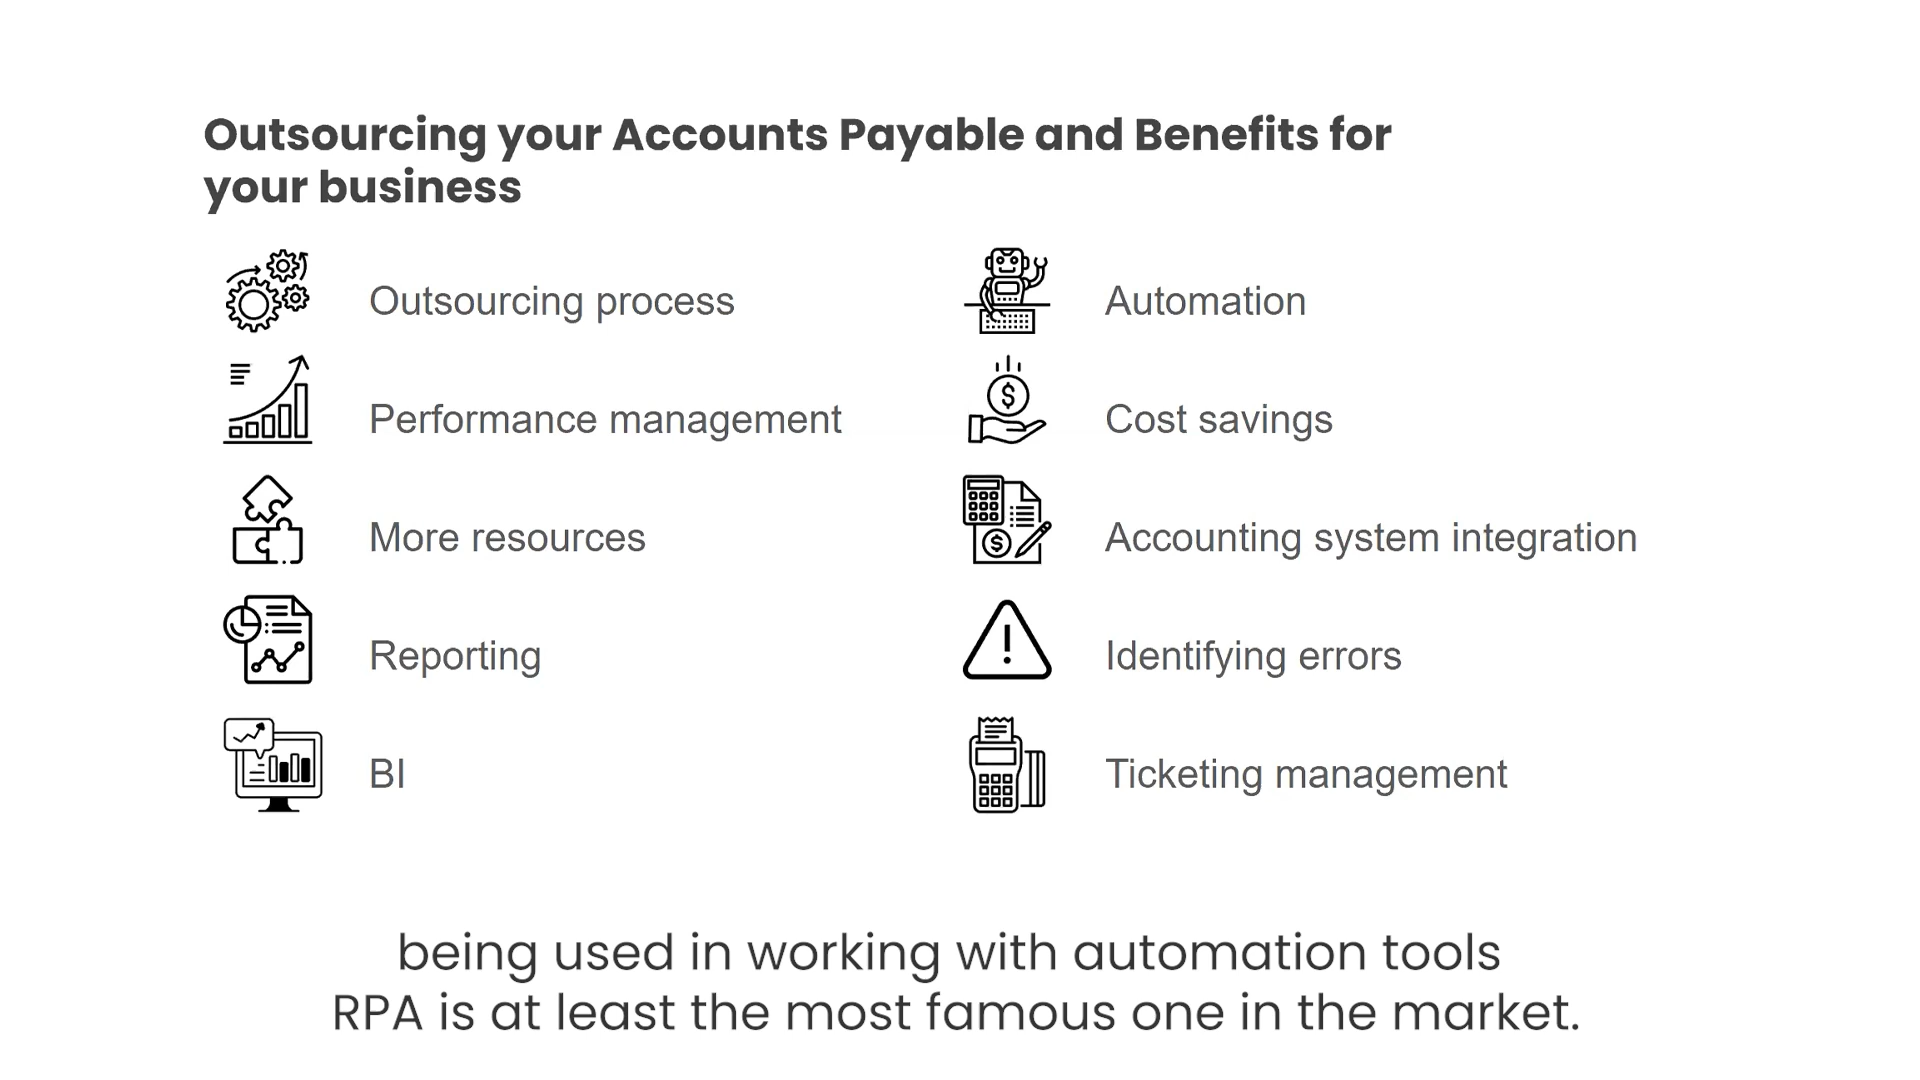 Outsourcing your Accounts Payable and Benefits for
your business
Outsourcing process
Automation
Performance management
Cost savings
More resources
Accounting system integration
Reporting
Identifying errors
BI
Ticketing management
being used in working with automation tools
RPA is at least the most famous one in the market.